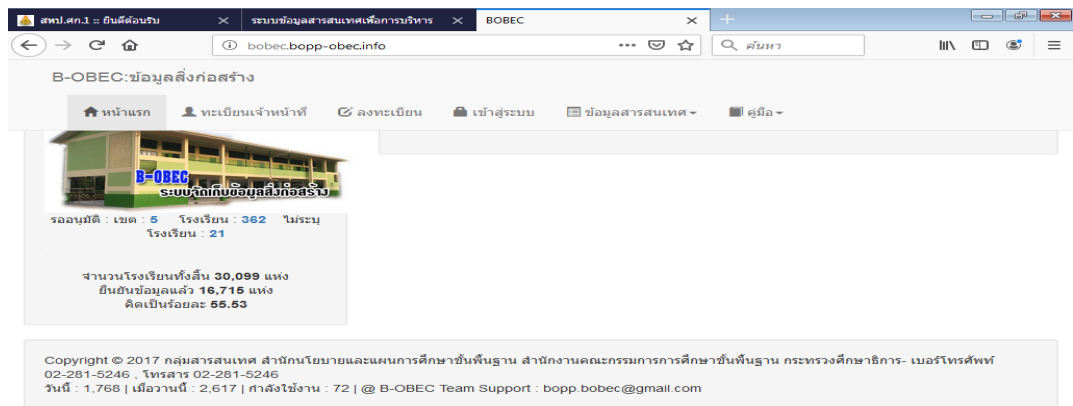 สพป.ศก.1 :: ยินดีต้อนรับ
ระบบข้อมูลสารสนเทศเพื่อการบริหาร
BOBEC
bobec.bopp-obec.info
ค้นหา
B-OBEC:ข้อมูลสิ่งก่อสร้าง
หน้าแรก ทะเบียนเจ้าหน้าที่ ลงทะเบียน เข้าสู่ระบบ ข้อมูลสารสนเทศ คู่มือ
B-OBEC
ระบบจัดเก็บข้อมูลสิ่งก่อสร้าง
รออนุมัติ : เขต : 5 โรงเรียน : 362 ไม่ระบุ
โรงเรียน : 21
จำนวนโรงเรียนทั้งสิ้น 30,099 แห่ง
ยืนยันข้อมูลแล้ว 16,715 แห่ง
คิดเป็นร้อยละ 55.53
Copyright © 2017 กลุ่มสารสนเทศ สำนักนโยบายและแผนการศึกษาขั้นพื้นฐาน สำนักงานคณะกรรมการการศึกษาขั้นพื้นฐาน กระทรวงศึกษาธิการ- เบอร์โทรศัพท์
02-281-5246 , โทรสาร 02-281-5246
วันนี้ : 1,768 | เมื่อวานนี้ : 2,617 | กำลังใช้งาน : 72 | @ B-OBEC Team Support : bopp.bobec@gmail.com